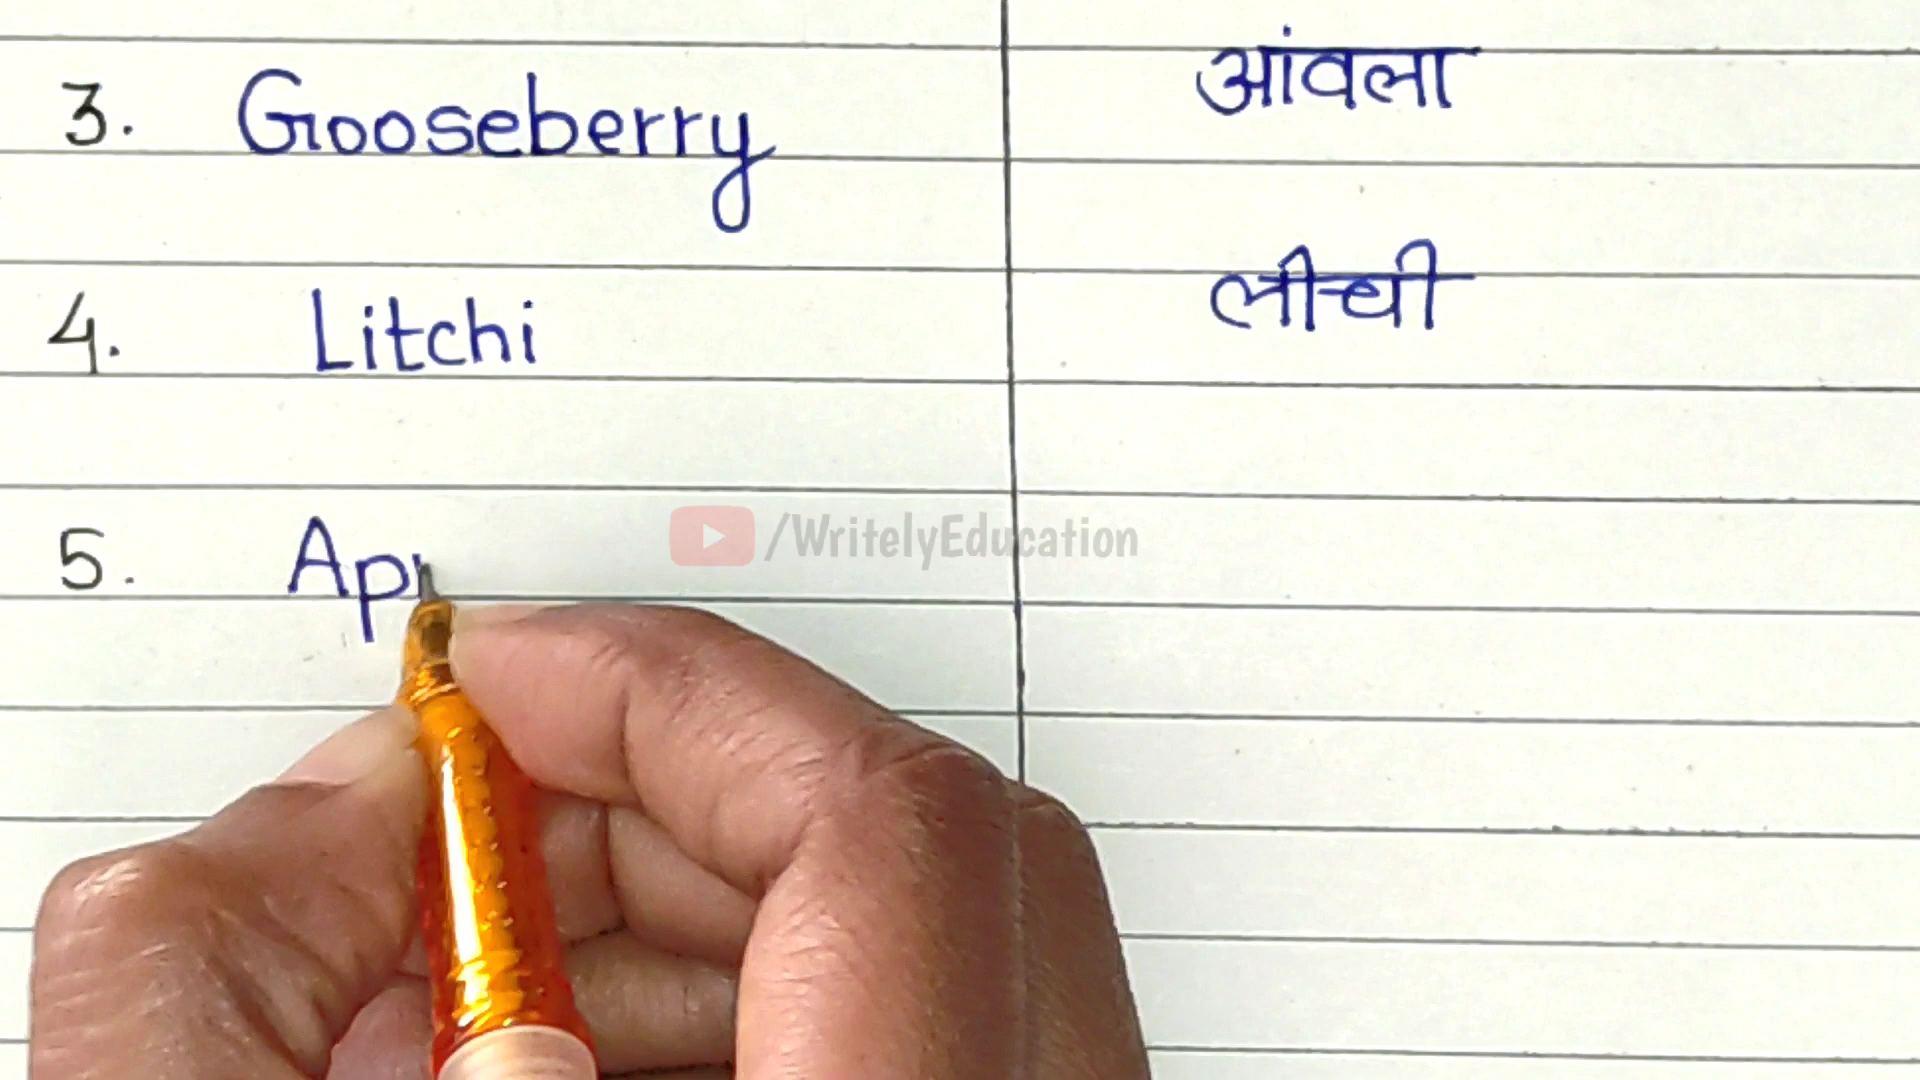 3. Gooseberry आंवला
4. Litchi लीची
5. Ap
/WritelyEducation